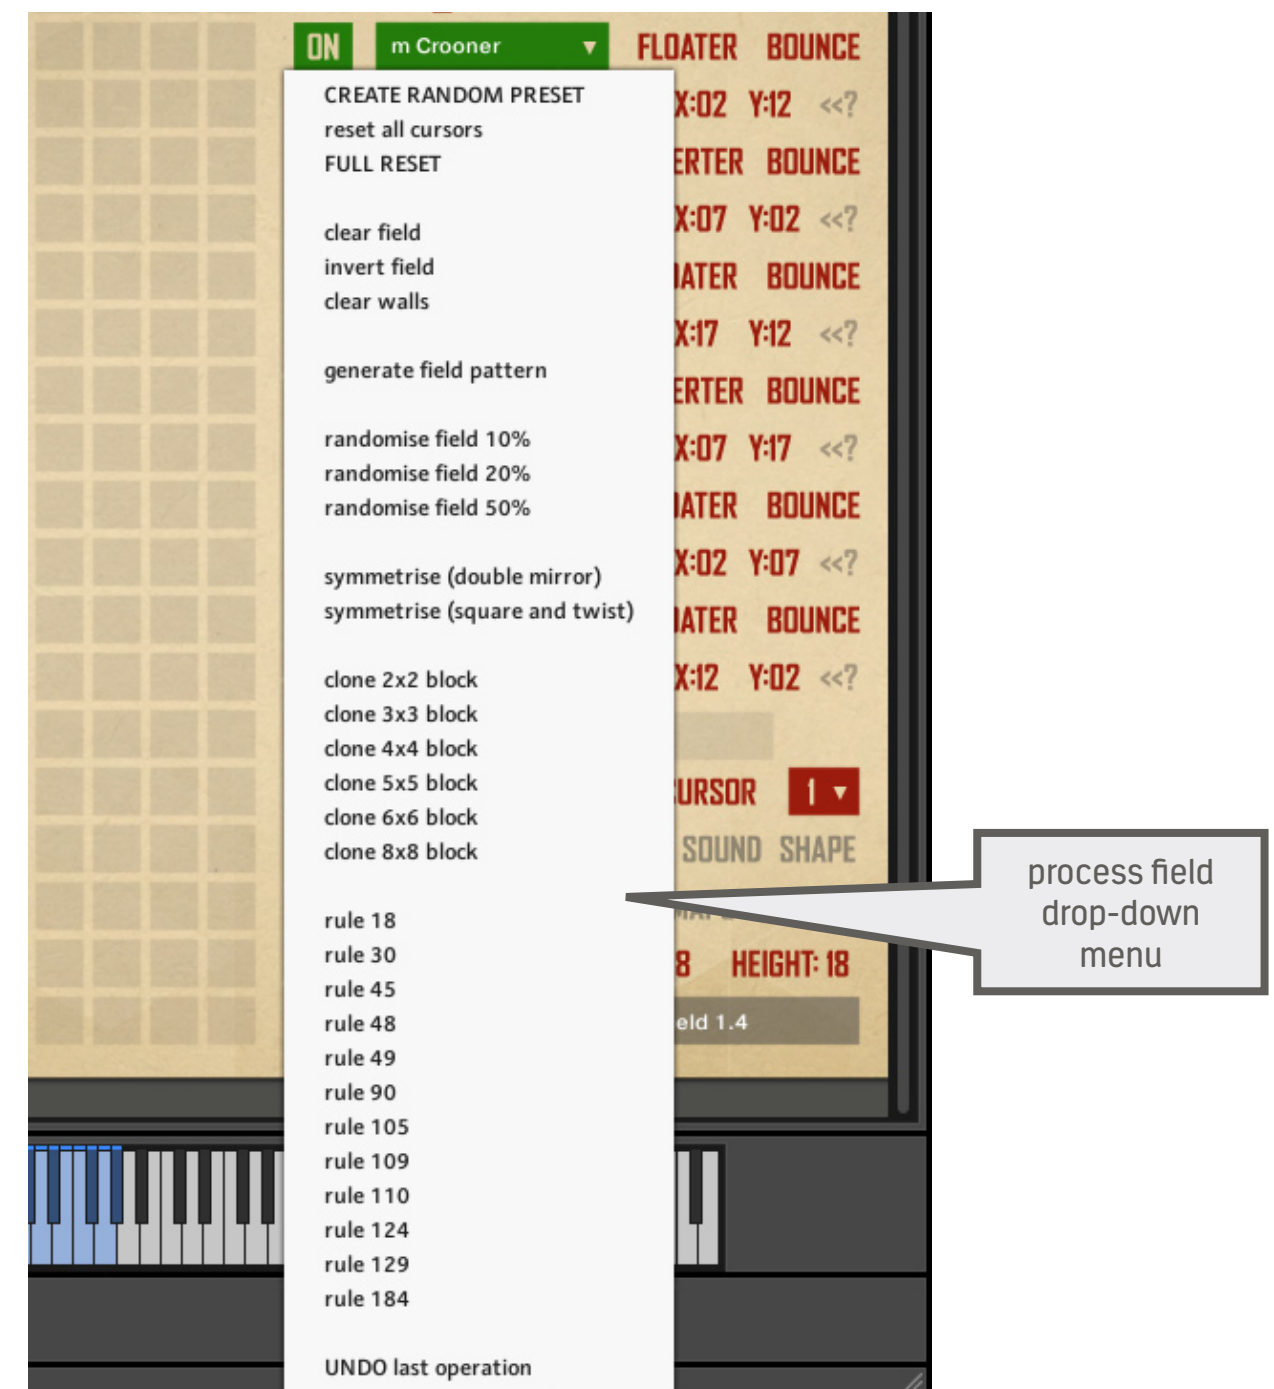 ON m Crooner ▼ FLOATER BOUNCE
CREATE RANDOM PRESET
X:02 Y:12 <<?
reset all cursors
FULL RESET
ERTER BOUNCE
X:07 Y:02 <<?
clear field
invert field
ATER BOUNCE
clear walls
X:17 Y:12 <<?
generate field pattern
ERTER BOUNCE
randomise field 10%
X:07 Y:17 <<?
randomise field 20%
randomise field 50%
ATER BOUNCE
X:02 Y:07 <<?
symmetrise (double mirror)
symmetrise (square and twist)
ATER BOUNCE
clone 2x2 block
X:12 Y:02 <<?
clone 3x3 block
clone 4x4 block
clone 5x5 block
URSOR 1 ▼
clone 6x6 block
clone 8x8 block
SOUND SHAPE
process field
drop-down
menu
rule 18
rule 30
8 HEIGHT: 18
rule 45
rule 48
eld 1.4
rule 49
rule 90
rule 105
rule 109
rule 110
rule 124
rule 129
rule 184
UNDO last operation